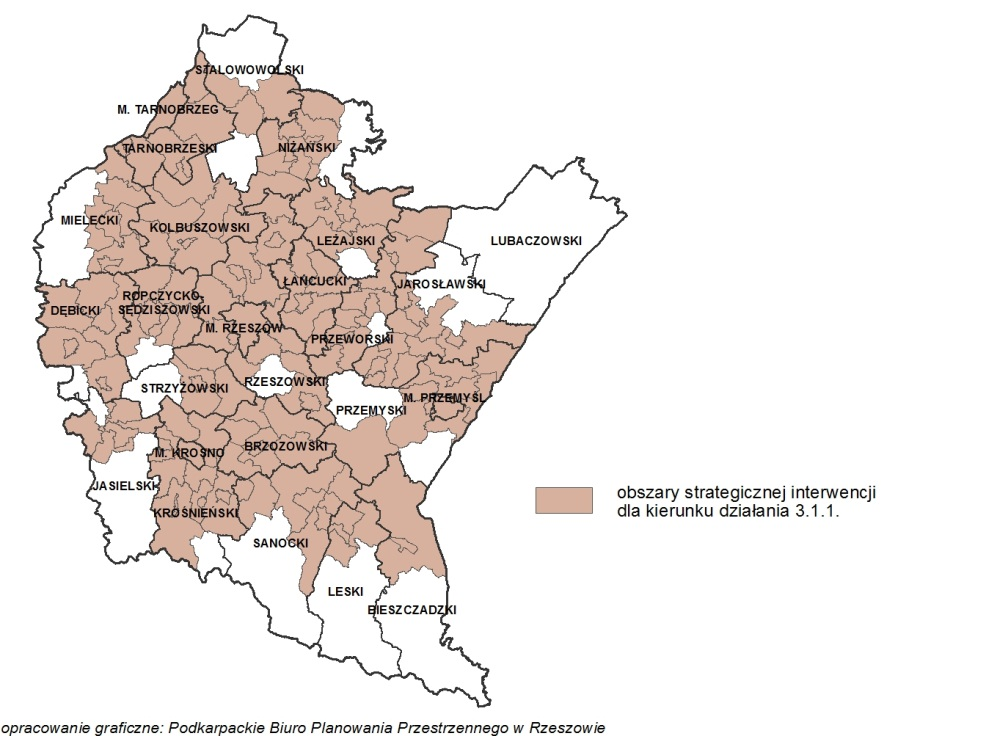 STALOWOWOLSKI
M. TARNOBRZEG
TARNOBRZESKI
NIŻAŃSKI
MIELECKI
KOLBUSZOWSKI
LEŻAJSKI
LUBACZOWSKI
ŁAŃCUCKI
JAROSŁAWSKI
ROPCZYCKO-
SĘDZISZOWSKI
DĘBICKI
M. RZESZÓW
PRZEWORSKI
STRZYŻOWSKI
RZESZOWSKI
PRZEMYSKI
M. PRZEMYŚL
M. KROSNO
BRZOZOWSKI
JASIELSKI
KROŚNIEŃSKI
SANOCKI
LESKI
BIESZCZADZKI
obszary strategicznej interwencji
dla kierunku działania 3.1.1.
opracowanie graficzne: Podkarpackie Biuro Planowania Przestrzennego w Rzeszowie